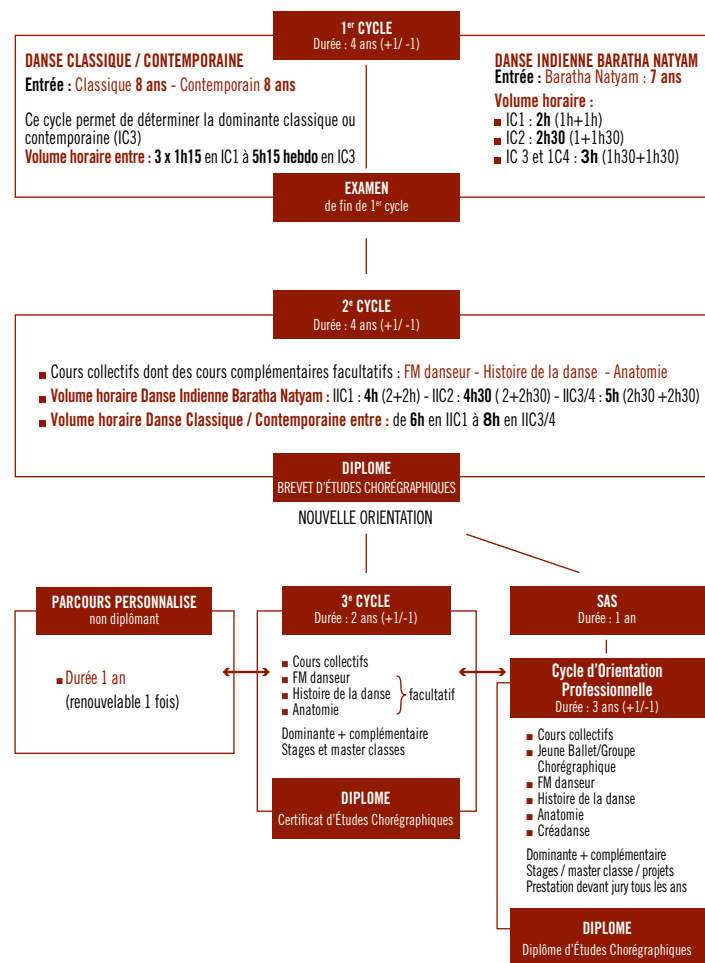 1er CYCLE
Durée : 4 ans (+1/ -1)
DANSE CLASSIQUE / CONTEMPORAINE
Entrée : Classique 8 ans - Contemporain 8 ans
Ce cycle permet de déterminer la dominante classique ou
contemporaine (IC3)
Volume horaire entre : 3 x 1h15 en IC1 à 5h15 hebdo en IC3
DANSE INDIENNE BARATHA NATYAM
Entrée : Baratha Natyam : 7 ans
Volume horaire :
IC1 : 2h (1h+1h)
IC2 : 2h30 (1+1h30)
IC 3 et 1C4 : 3h (1h30+1h30)
EXAMEN
de fin de 1er cycle
2e CYCLE
Durée : 4 ans (+1/ -1)
Cours collectifs dont des cours complémentaires facultatifs : FM danseur - Histoire de la danse - Anatomie
Volume horaire Danse Indienne Baratha Natyam : IIC1 : 4h (2+2h) - IIC2 : 4h30 ( 2+2h30) - IIC3/4 : 5h (2h30 +2h30)
Volume horaire Danse Classique / Contemporaine entre : de 6h en IIC1 à 8h en IIC3/4
DIPLOME
BREVET D'ÉTUDES CHORÉGRAPHIQUES
NOUVELLE ORIENTATION
PARCOURS PERSONNALISE
non diplômant
Durée 1 an
(renouvelable 1 fois)
3e CYCLE
Durée : 2 ans (+1/-1)
Cours collectifs
FM danseur
Histoire de la danse
Anatomie
facultatif
Dominante + complémentaire
Stages et master classes
DIPLOME
Certificat d'Études Chorégraphiques
SAS
Durée : 1 an
Cycle d'Orientation
Professionnelle
Durée : 3 ans (+1/-1)
Cours collectifs
Jeune Ballet/Groupe
Chorégraphique
FM danseur
Histoire de la danse
Anatomie
Créadanse
Dominante + complémentaire
Stages / master classe / projets
Prestation devant jury tous les ans
DIPLOME
Diplôme d'Études Chorégraphiques